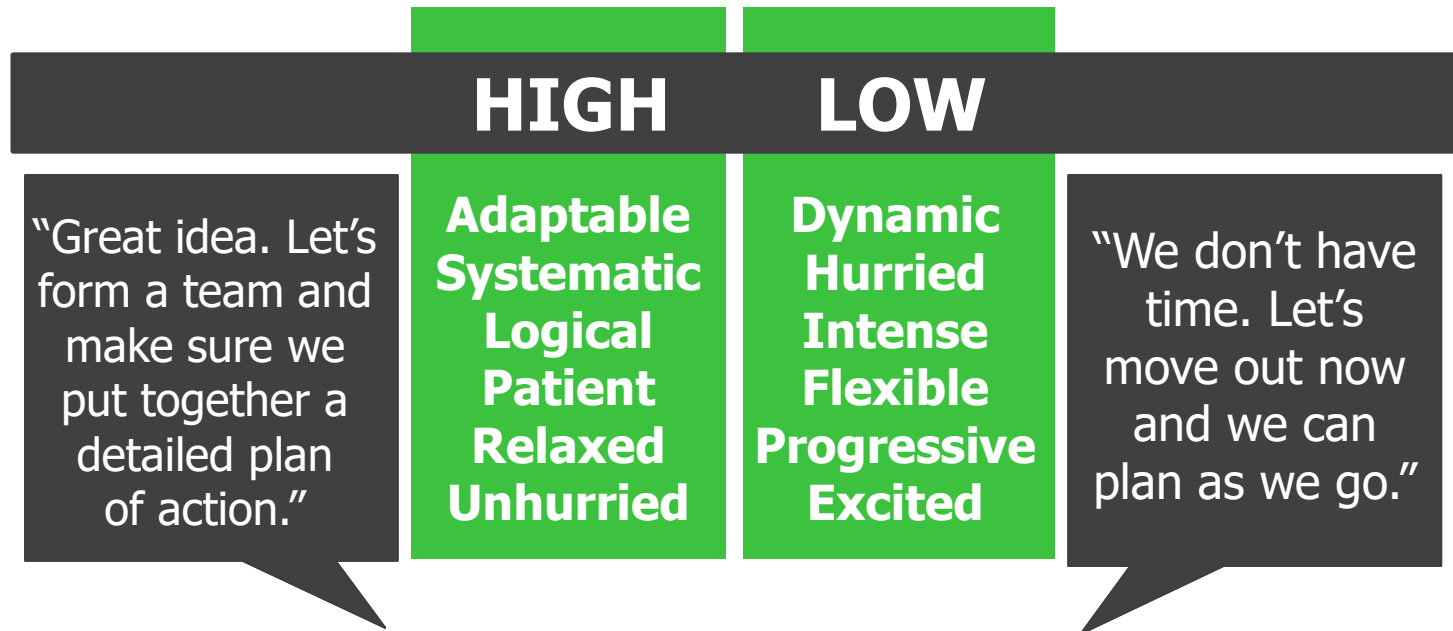 HIGH
LOW
“Great idea. Let’s
form a team and
make sure we
put together a
detailed plan
of action.”
Adaptable
Systematic
Logical
Patient
Relaxed
Unhurried
Dynamic
Hurried
Intense
Flexible
Progressive
Excited
“We don’t have
time. Let’s
move out now
and we can
plan as we go.”